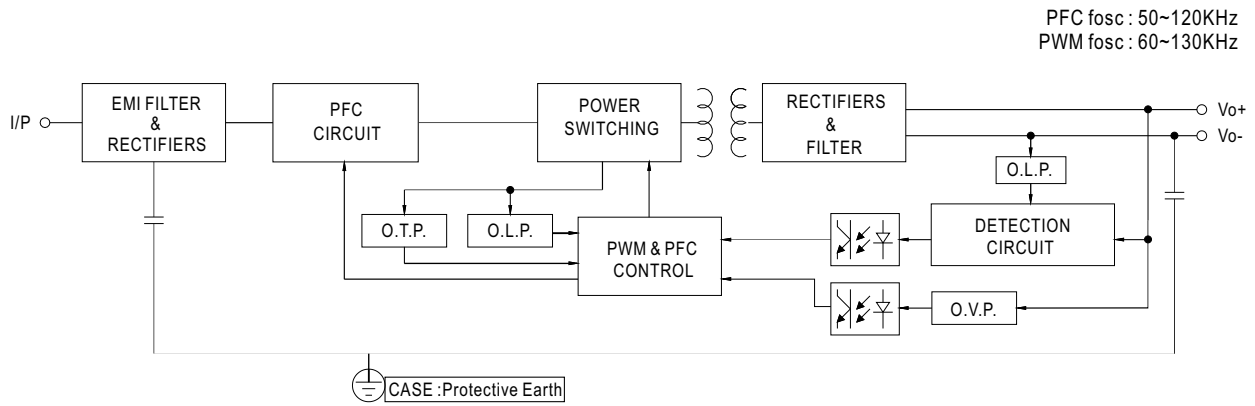 PFC fosc : 50~120KHz
PWM fosc : 60~130KHz
I/P
EMI FILTER
&
RECTIFIERS
PFC
CIRCUIT
POWER
SWITCHING
RECTIFIERS
&
FILTER
Vo+
Vo-
O.L.P.
O.T.P.
O.L.P.
PWM & PFC
CONTROL
DETECTION
CIRCUIT
O.V.P.
CASE :Protective Earth